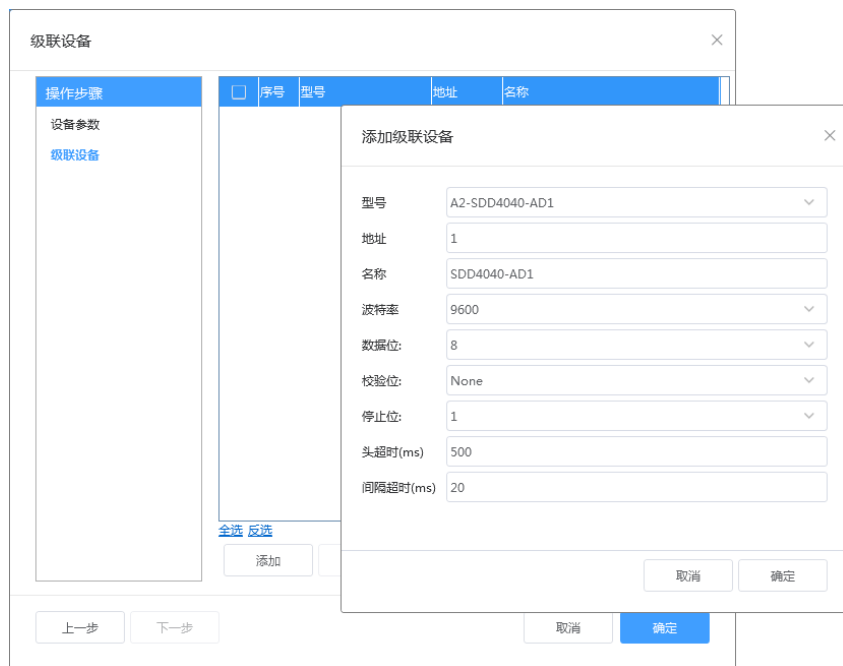 级联设备
操作步骤
设备参数
级联设备
序号 型号 地址 名称
添加级联设备
型号 A2-SDD4040-AD1
地址 1
名称 SDD4040-AD1
波特率 9600
数据位: 8
校验位: None
停止位: 1
头超时(ms) 500
间隔超时(ms) 20
取消 确定
全选 反选
添加
上一步 下一步 取消 确定